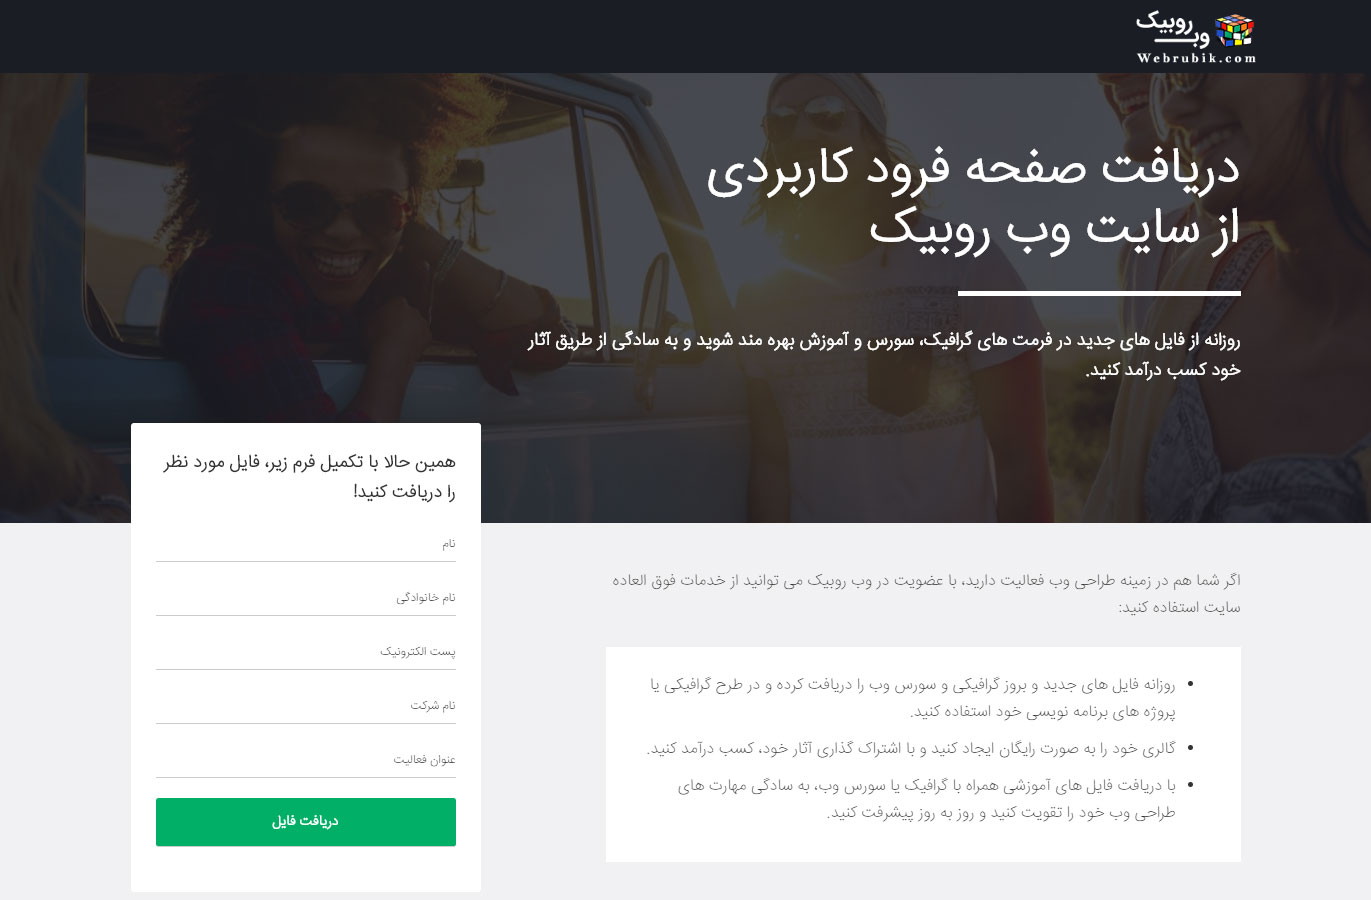 وب روبیک
Webrubik.com
دریافت صفحه فرود کاربردی
از سایت وب روبیک
روزانه از فایل های جدید در فرمت های گرافیک، سورس و آموزش بهره مند شوید و به سادگی از طریق آثار
خود کسب درآمد کنید.
همین حالا با تکمیل فرم زیر، فایل مورد نظر
را دریافت کنید!
نام
نام خانوادگی
پست الکترونیک
نام شرکت
عنوان فعالیت
دریافت فایل
اگر شما هم در زمینه طراحی وب فعالیت دارید، با عضویت در وب روبیک می توانید از خدمات فوق العاده
سایت استفاده کنید:
روزانه فایل های جدید و بروز گرافیکی و سورس وب را دریافت کرده و در طرح گرافیکی یا
پروژه های برنامه نویسی خود استفاده کنید.
گالری خود را به صورت رایگان ایجاد کنید و با اشتراک گذاری آثار خود، کسب درآمد کنید.
با دریافت فایل های آموزشی همراه با گرافیک یا سورس وب، به سادگی مهارت های
طراحی وب خود را تقویت کنید و روز به روز پیشرفت کنید.